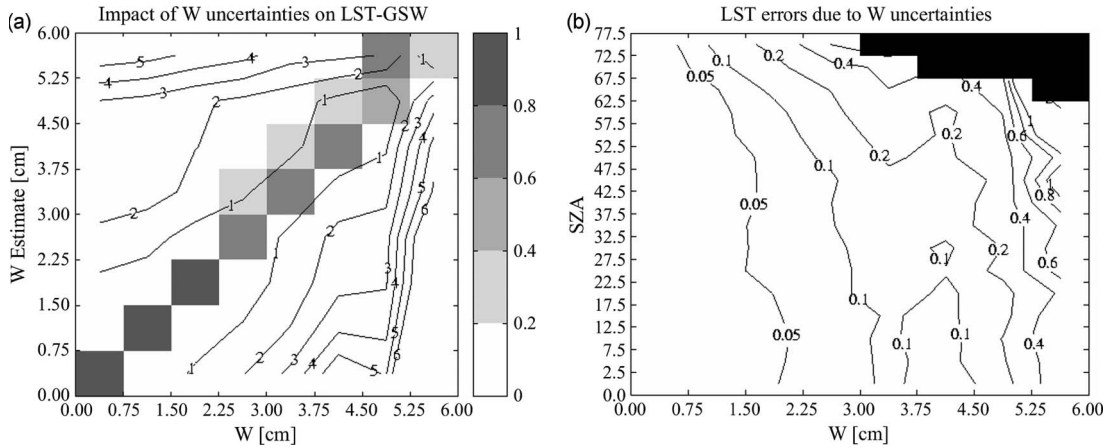 (a)
Impact of W uncertainties on LST-GSW
W Estimate [cm]
6.00
5.25
4.50
3.75
3.00
2.25
1.50
0.75
0.00
0.00 0.75 1.50 2.25 3.00 3.75 4.50 5.25 6.00
W [cm]
5 4 3 1
4 3 2
2 1 2 3
4
1 5
2 1 6
1 2 3
1 2 3 4 5 6
5
1
0.8
0.6
0.4
0.2
0
(b)
LST errors due to W uncertainties
SZA
77.5
72.5
67.5
62.5
57.5
52.5
47.5
42.5
37.5
32.5
27.5
22.5
17.5
12.5
7.5
2.5
0.0
0.00 0.75 1.50 2.25 3.00 3.75 4.50 5.25 6.00
W [cm]
0.05 0.1 0.2 0.4 0.4
0.2 0.6 1
0.2
0.05 0.1 0.8 1
0.4
0.1 0.2 0.6
0.1
0.05 0.1 0.1 0.4